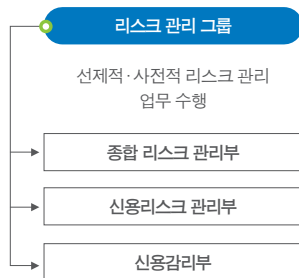 리스크 관리 그룹
선제적·사전적 리스크 관리
업무 수행
종합 리스크 관리부
신용리스크 관리부
신용감리부